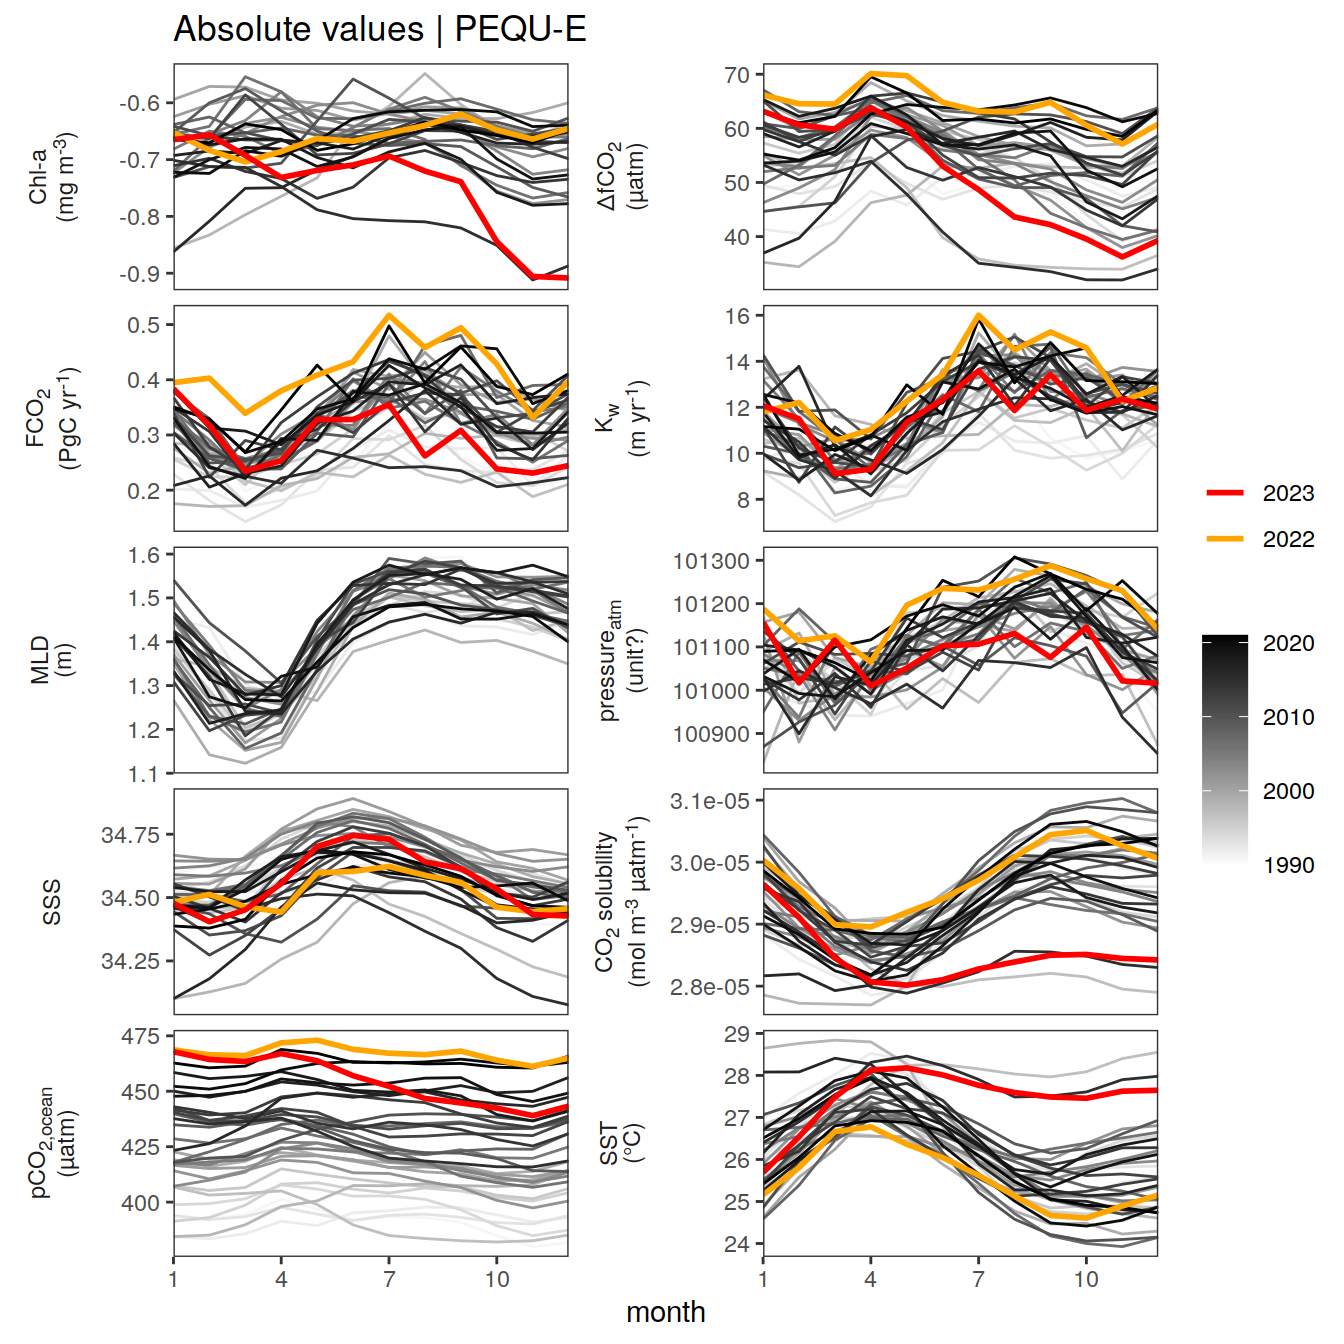 Absolute values | PEQU-E
Chl-a
(mg m⁻³)
-0.6
-0.7
-0.8
-0.9
ΔfCO₂
(µatm)
70
60
50
40
FCO₂
(PgC yr⁻¹)
0.5
0.4
0.3
0.2
K_w
(m yr⁻¹)
16
14
12
10
8
MLD
(m)
1.6
1.5
1.4
1.3
1.2
1.1
pressure_atm
(unit?)
101300
101200
101100
101000
100900
SSS
34.75
34.50
34.25
CO₂ solubility
(mol m⁻³ µatm⁻¹)
3.1e-05
3.0e-05
2.9e-05
2.8e-05
pCO₂,ocean
(µatm)
475
450
425
400
SST
(°C)
29
28
27
26
25
24
1 4 7 10
1 4 7 10
month
2023
2022
2020
2010
2000
1990